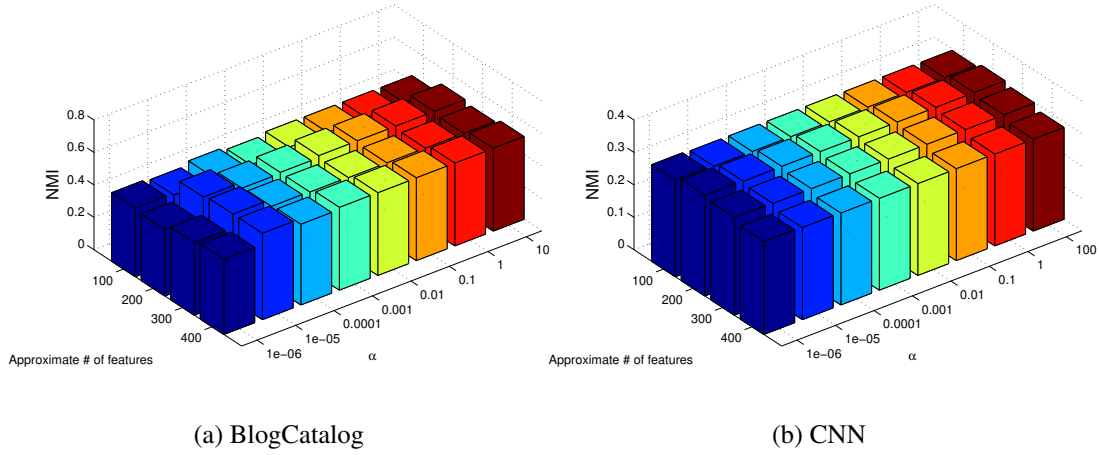 0.8
0.6
0.4
0.2
0
NMI
100
200
300
400
Approximate # of features
1e-06
1e-05
0.0001
0.001
0.01
0.1
1
10
α
(a) BlogCatalog
0.4
0.3
0.2
0.1
0
NMI
100
200
300
400
Approximate # of features
1e-06
1e-05
0.0001
0.001
0.01
0.1
1
100
α
(b) CNN